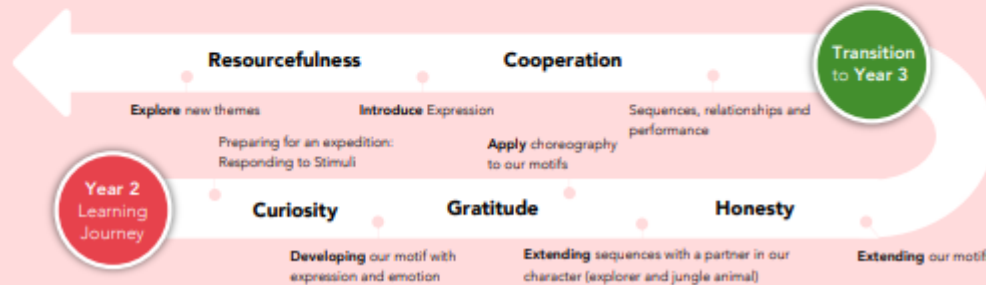 Resourcefulness
Cooperation
Transition
to Year 3
Explore new themes
Introduce Expression
Sequences, relationships and
performance
Preparing for an expedition:
Responding to Stimuli
Apply choreography
to our motifs
Year 2
Learning
Journey
Curiosity
Gratitude
Honesty
Developing our motif with
expression and emotion
Extending sequences with a partner in our
character (explorer and jungle animal)
Extending our motif